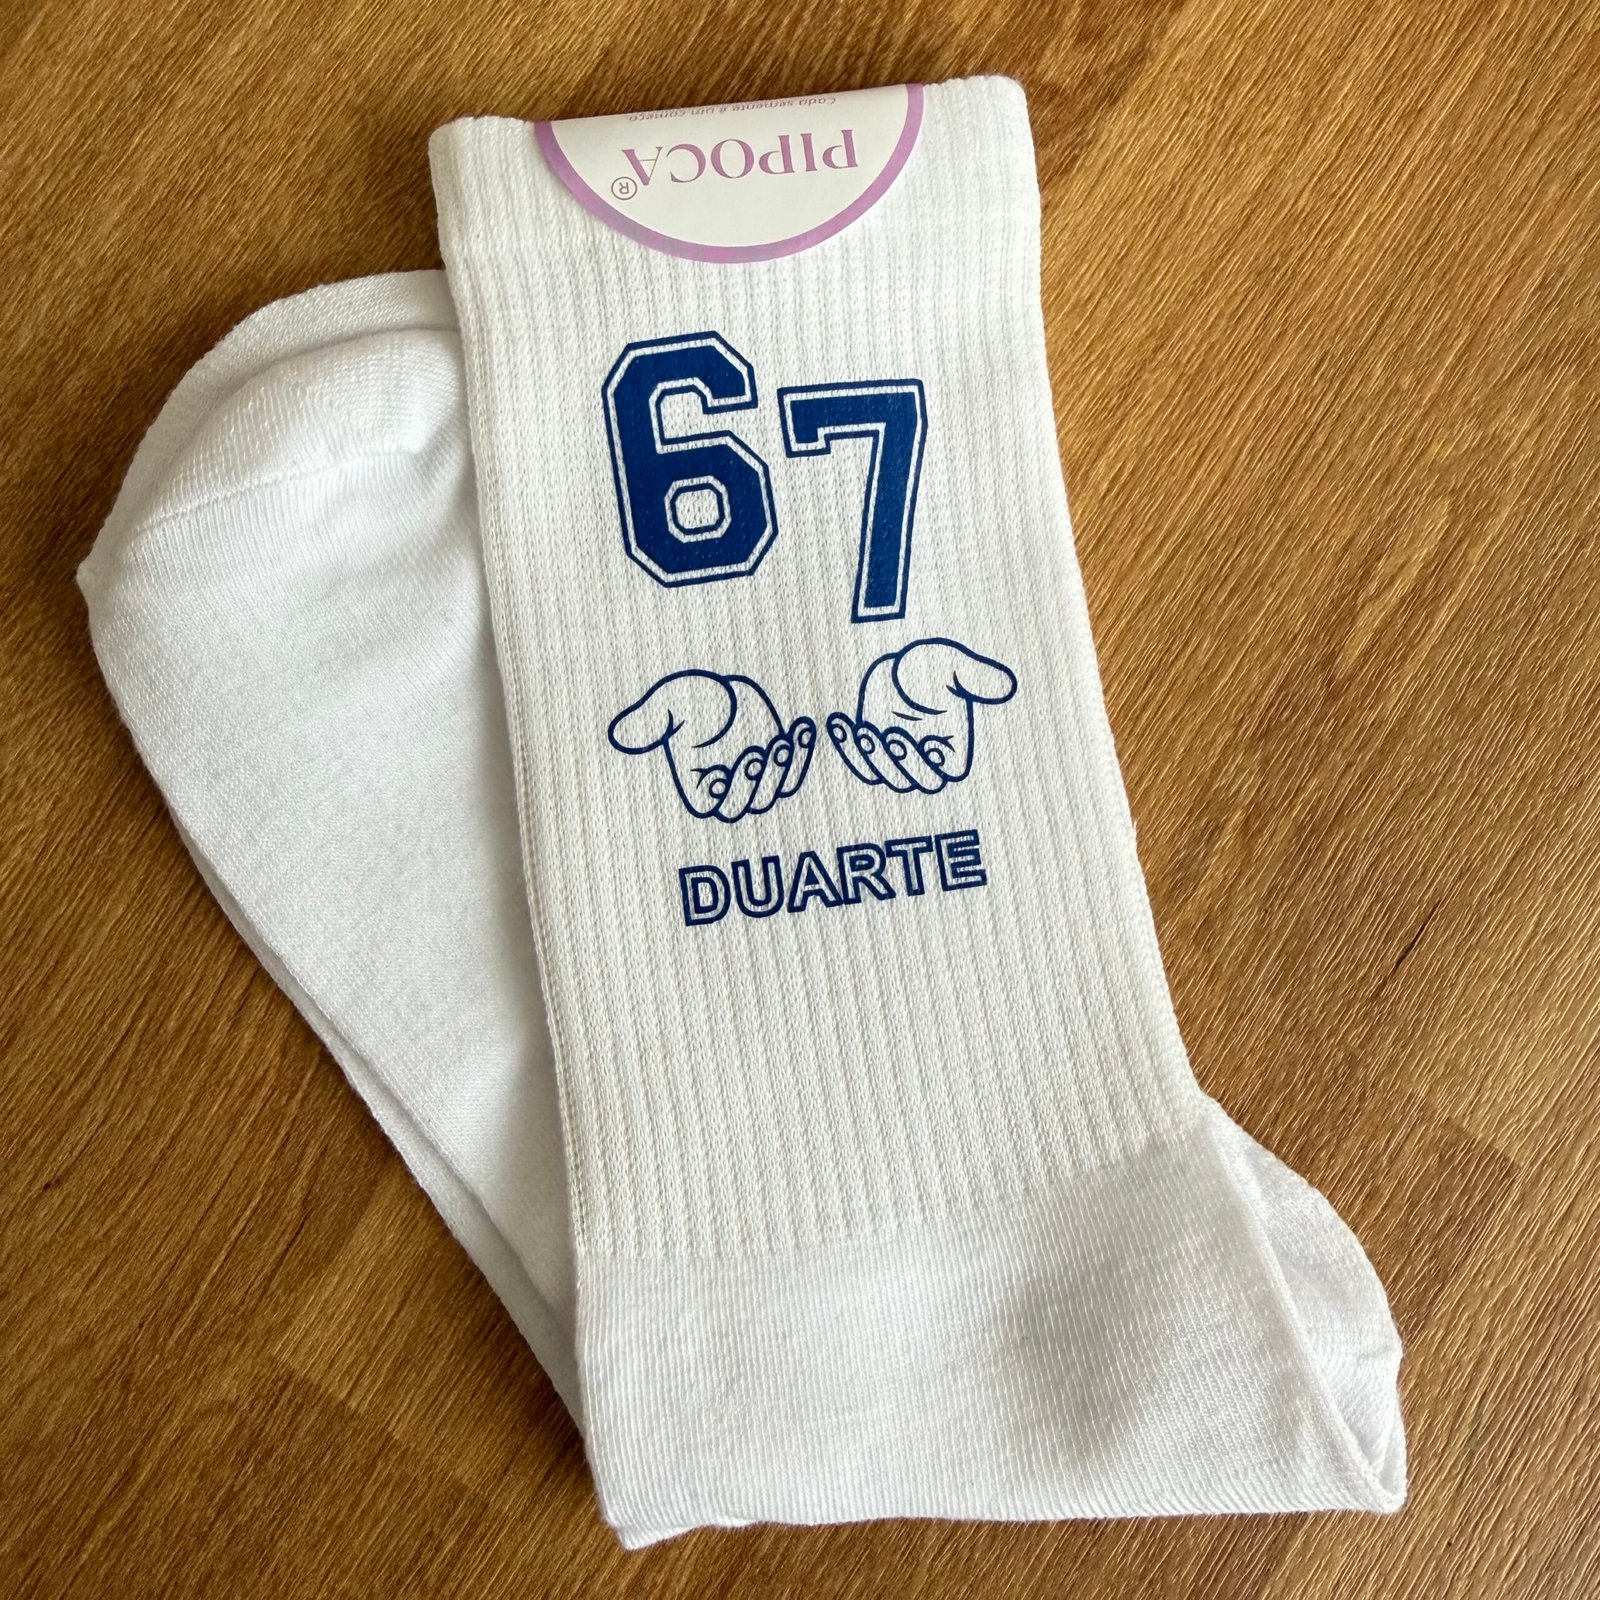 Cada semente é um começo
PIPOCA®
67
DUARTE